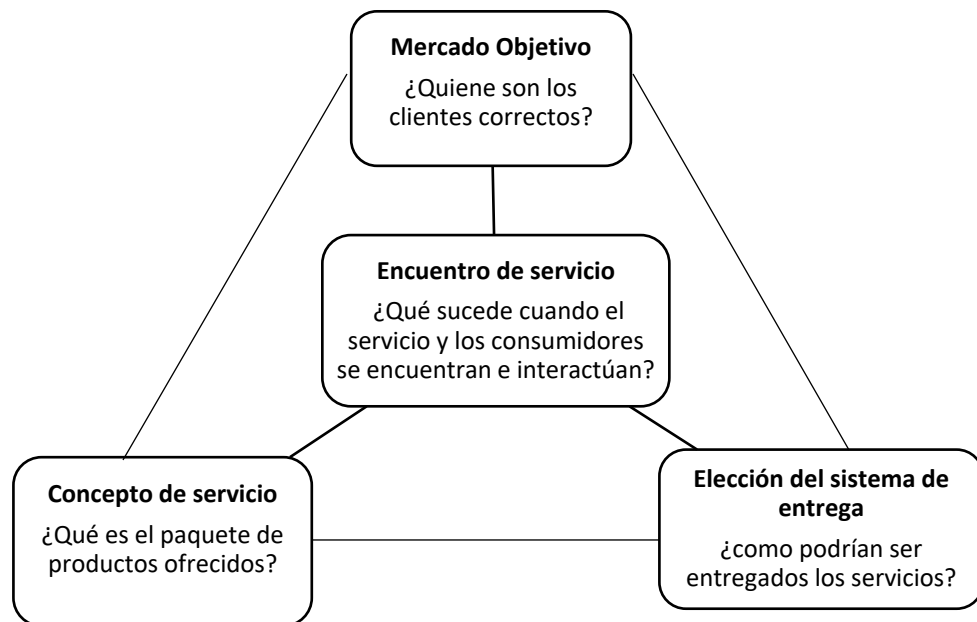 Mercado Objetivo
¿Quiene son los
clientes correctos?
Encuentro de servicio
¿Qué sucede cuando el
servicio y los consumidores
se encuentran e interactúan?
Concepto de servicio
¿Qué es el paquete de
productos ofrecidos?
Elección del sistema de
entrega
¿como podrían ser
entregados los servicios?